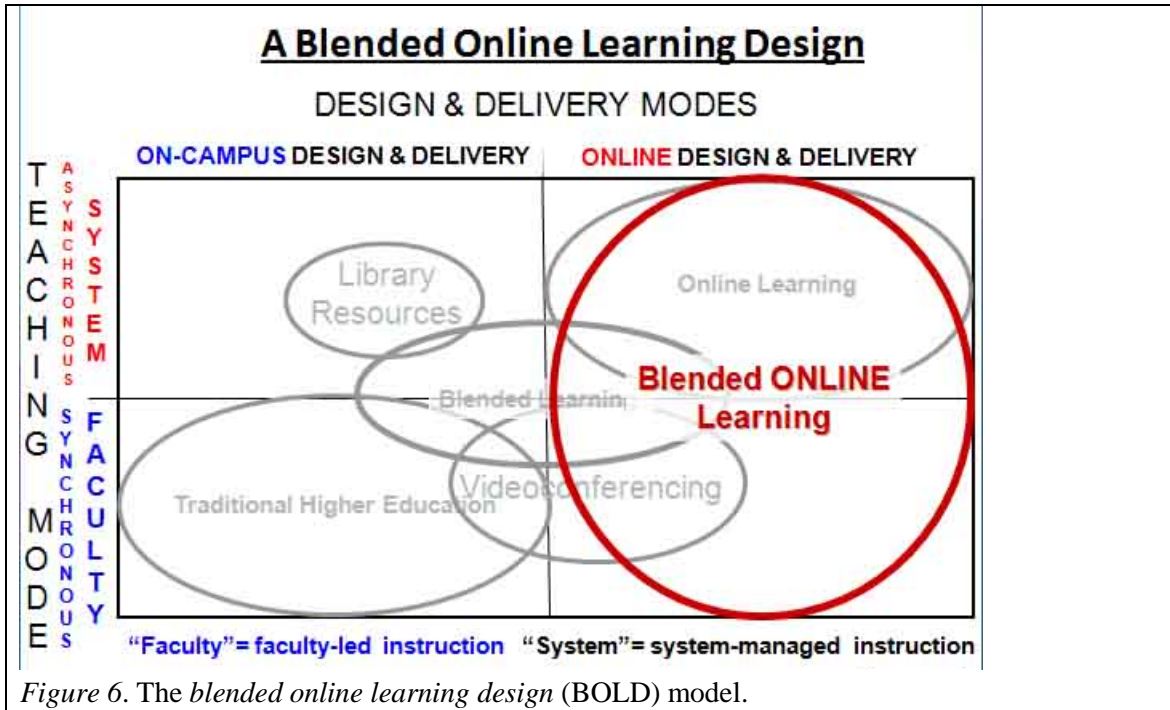 A Blended Online Learning Design
DESIGN & DELIVERY MODES
ON-CAMPUS DESIGN & DELIVERY
ONLINE DESIGN & DELIVERY
TEACHING MODE
ASYNCHRONOUS
SYSTEM
SYNCHRONOUS
FACULTY
Library
Resources
Online Learning
Blended Learning
Blended ONLINE
Learning
Traditional Higher Education
Videoconferencing
“Faculty”= faculty-led instruction
“System”= system-managed instruction
Figure 6. The blended online learning design (BOLD) model.